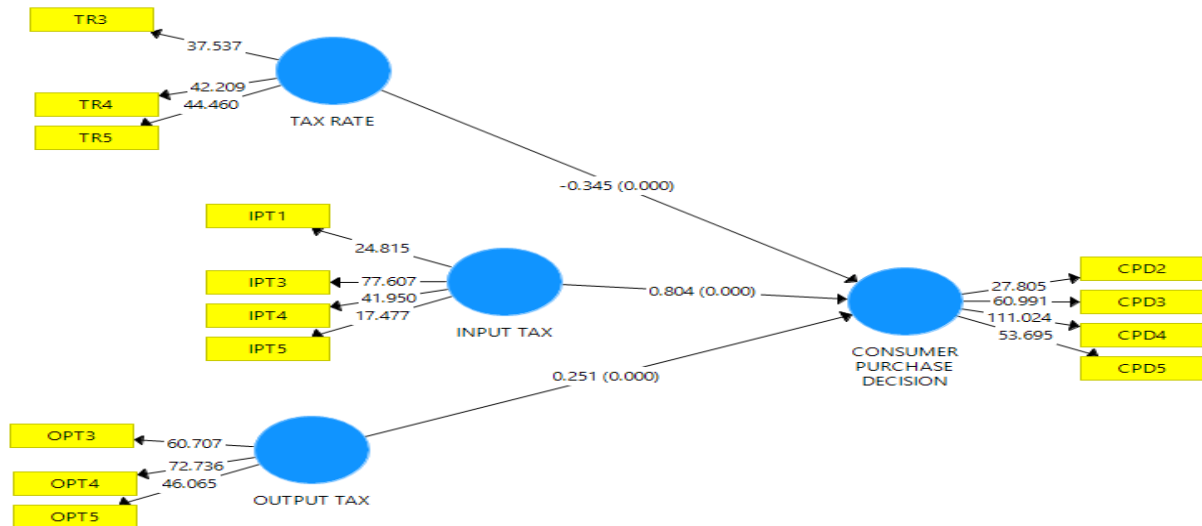 TR3
37.537
42.209
TR4
44.460
TR5
TAX RATE
-0.345 (0.000)
IPT1
24.815
IPT3
77.607
41.950
IPT4
17.477
IPT5
INPUT TAX
0.804 (0.000)
CPD2
27.805
60.991
CPD3
111.024
CPD4
53.695
CPD5
CONSUMER
PURCHASE
DECISION
0.251 (0.000)
OPT3
60.707
72.736
OPT4
46.065
OPT5
OUTPUT TAX